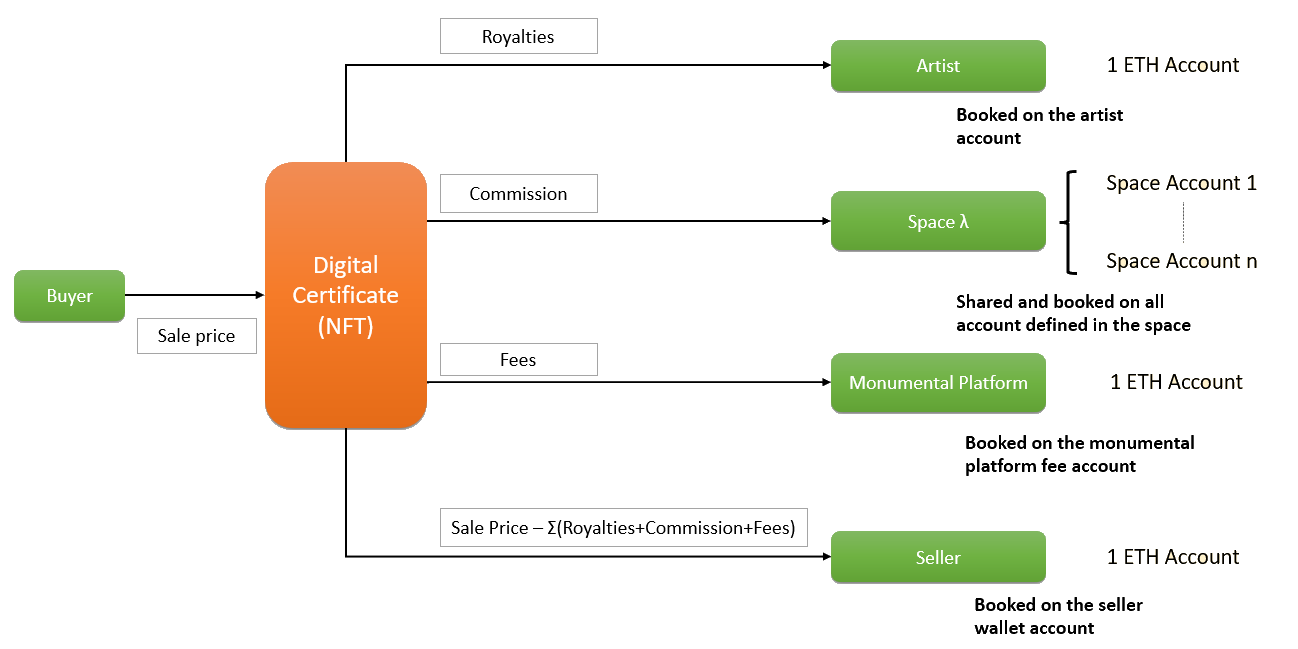 Royalties
Artist
1 ETH Account
Booked on the artist
account
Commission
Space λ
Space Account 1
Space Account n
Shared and booked on all
account defined in the space
Digital
Certificate
(NFT)
Buyer
Sale price
Fees
Monumental Platform
1 ETH Account
Booked on the monumental
platform fee account
Sale Price – Σ(Royalties+Commission+Fees)
Seller
1 ETH Account
Booked on the seller
wallet account